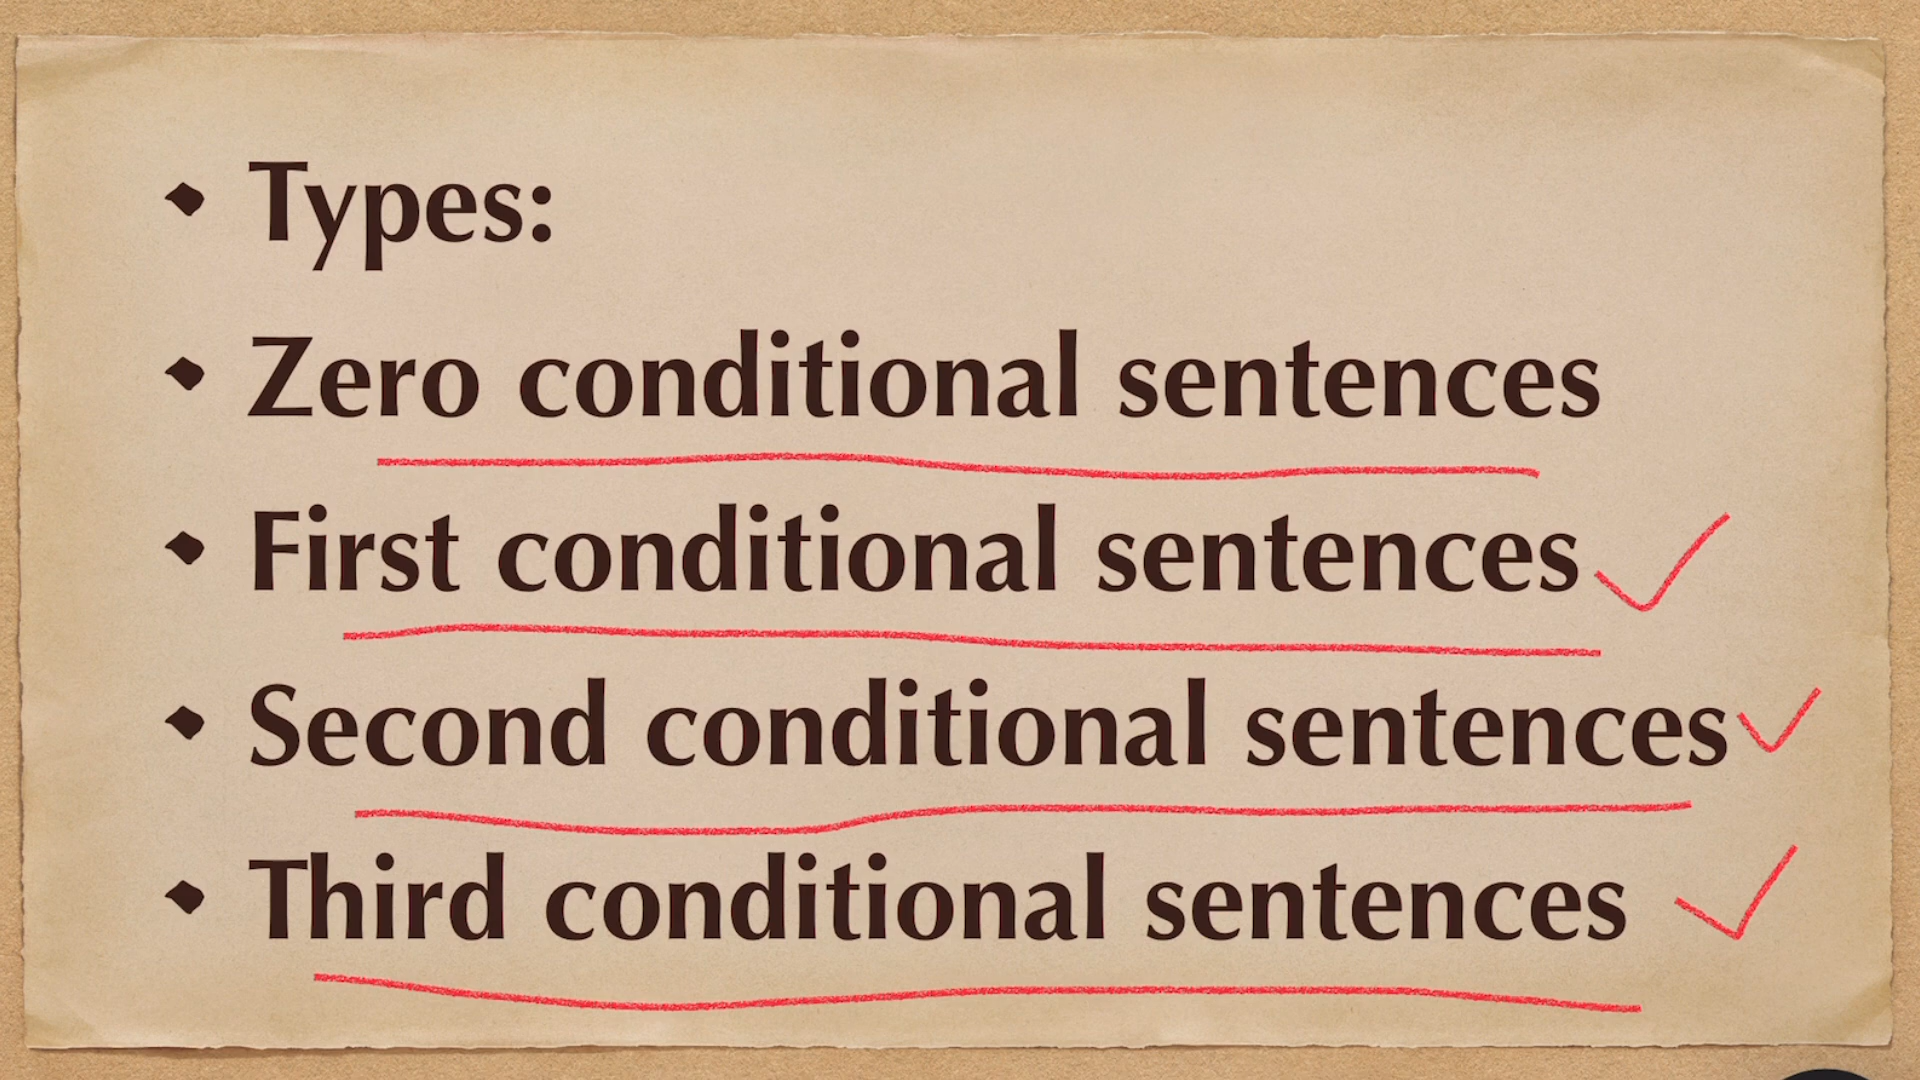 Types:
Zero conditional sentences
First conditional sentences
Second conditional sentences
Third conditional sentences